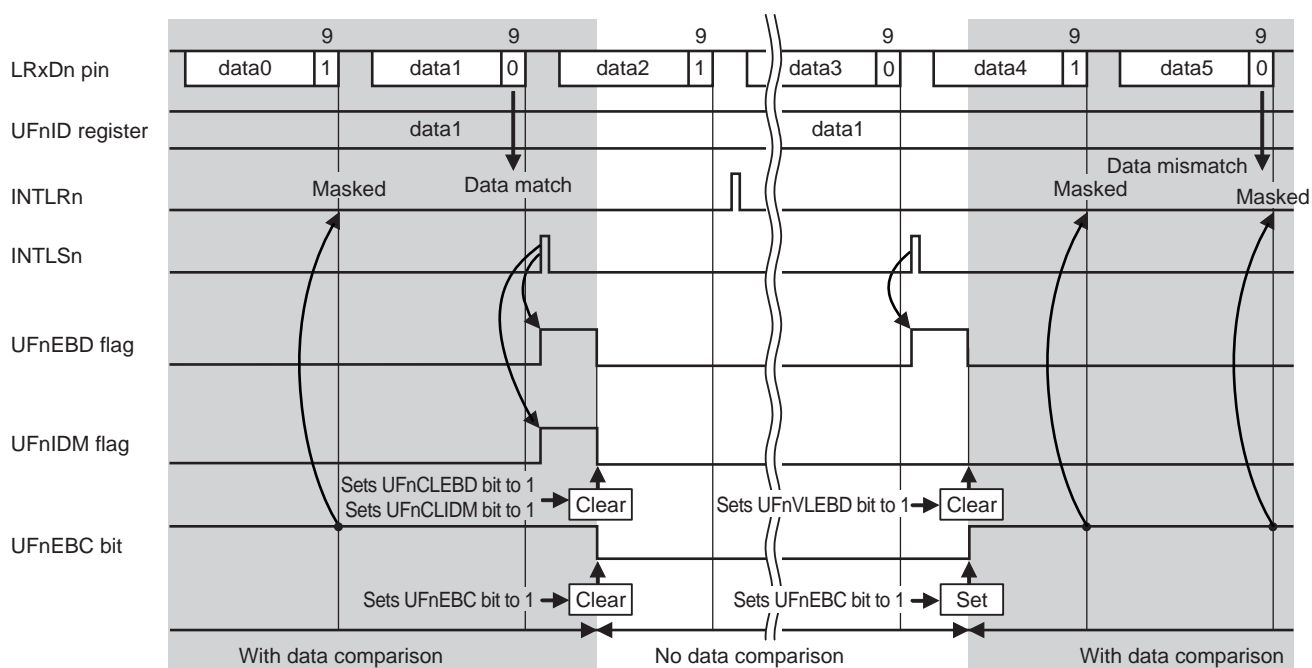 9 9 9 9 9 9
LRxDn pin data0 1 data1 0 data2 1 data3 0 data4 1 data5 0
UFnID register data1 data1
Data match Data mismatch
Masked Masked Masked
INTLRn
INTLSn
UFnEBD flag
UFnIDM flag
Sets UFnCLEBD bit to 1
Sets UFnCLIDM bit to 1
Clear
Sets UFnVLEBD bit to 1
Clear
UFnEBC bit
Sets UFnEBC bit to 1 Clear
Sets UFnEBC bit to 1 Set
With data comparison No data comparison With data comparison